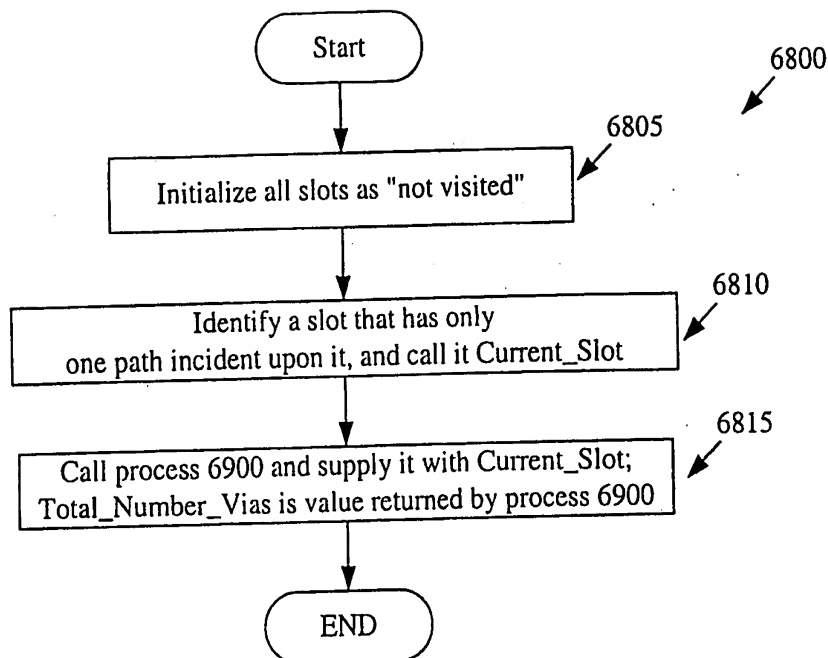 Start
6800
6805
Initialize all slots as "not visited"
6810
Identify a slot that has only
one path incident upon it, and call it Current_Slot
6815
Call process 6900 and supply it with Current_Slot;
Total_Number_Vias is value returned by process 6900
END